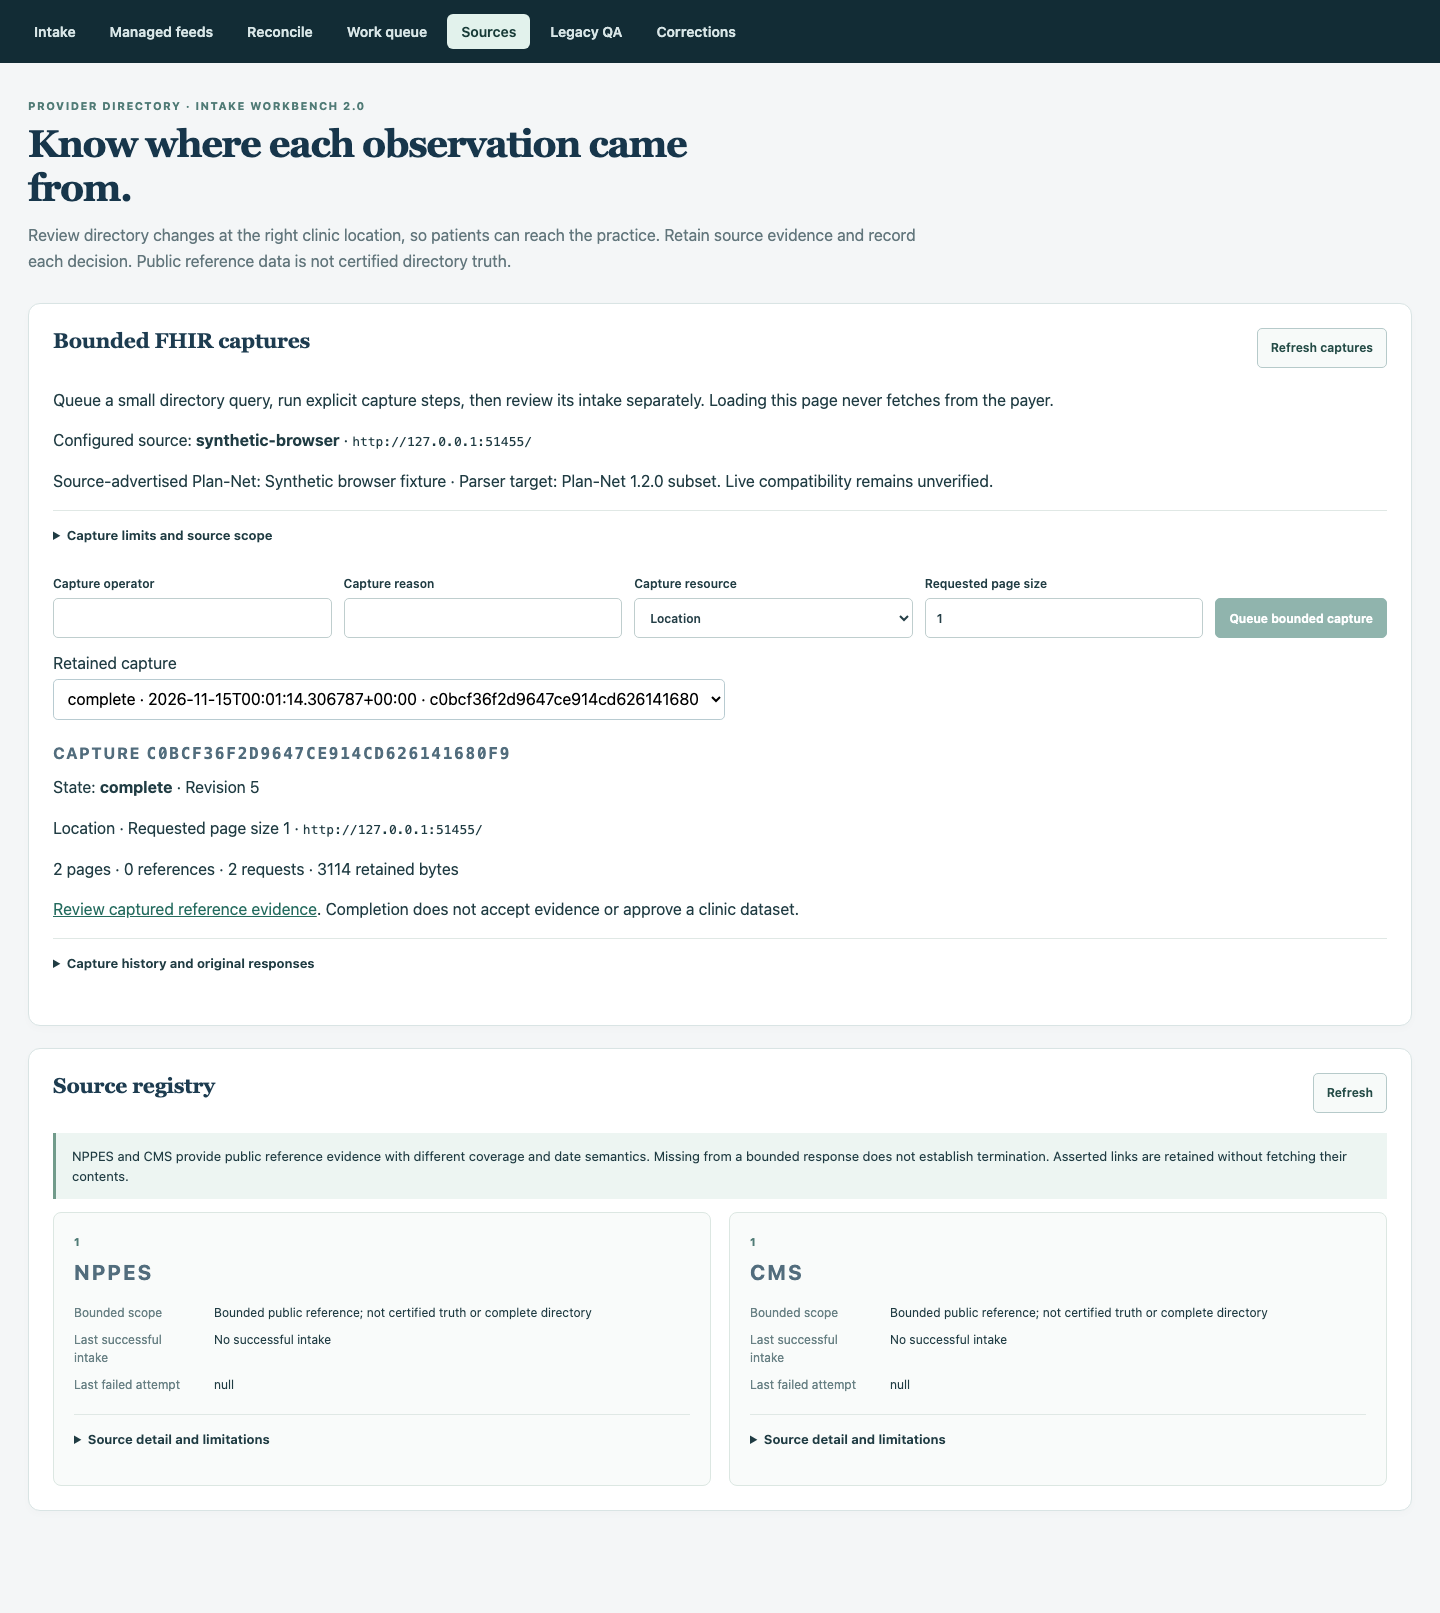 Intake
Managed feeds
Reconcile
Work queue
Sources
Legacy QA
Corrections
PROVIDER DIRECTORY · INTAKE WORKBENCH 2.0
Know where each observation came
from.
Review directory changes at the right clinic location, so patients can reach the practice. Retain source evidence and record
each decision. Public reference data is not certified directory truth.
Bounded FHIR captures
Refresh captures
Queue a small directory query, run explicit capture steps, then review its intake separately. Loading this page never fetches from the payer.
Configured source: synthetic-browser · http://127.0.0.1:51455/
Source-advertised Plan-Net: Synthetic browser fixture · Parser target: Plan-Net 1.2.0 subset. Live compatibility remains unverified.
Capture limits and source scope
Capture operator
Capture reason
Capture resource
Requested page size
Location
1
Queue bounded capture
Retained capture
complete · 2026-11-15T00:01:14.306787+00:00 · c0bcf36f2d9647ce914cd626141680
CAPTURE C0BCF36F2D9647CE914CD626141680F9
State: complete · Revision 5
Location · Requested page size 1 · http://127.0.0.1:51455/
2 pages · 0 references · 2 requests · 3114 retained bytes
Review captured reference evidence. Completion does not accept evidence or approve a clinic dataset.
Capture history and original responses
Source registry
Refresh
NPPES and CMS provide public reference evidence with different coverage and date semantics. Missing from a bounded response does not establish termination. Asserted links are retained without fetching their
contents.
1
NPPES
Bounded scope
Bounded public reference; not certified truth or complete directory
Last successful
intake
No successful intake
Last failed attempt
null
Source detail and limitations
1
CMS
Bounded scope
Bounded public reference; not certified truth or complete directory
Last successful
intake
No successful intake
Last failed attempt
null
Source detail and limitations